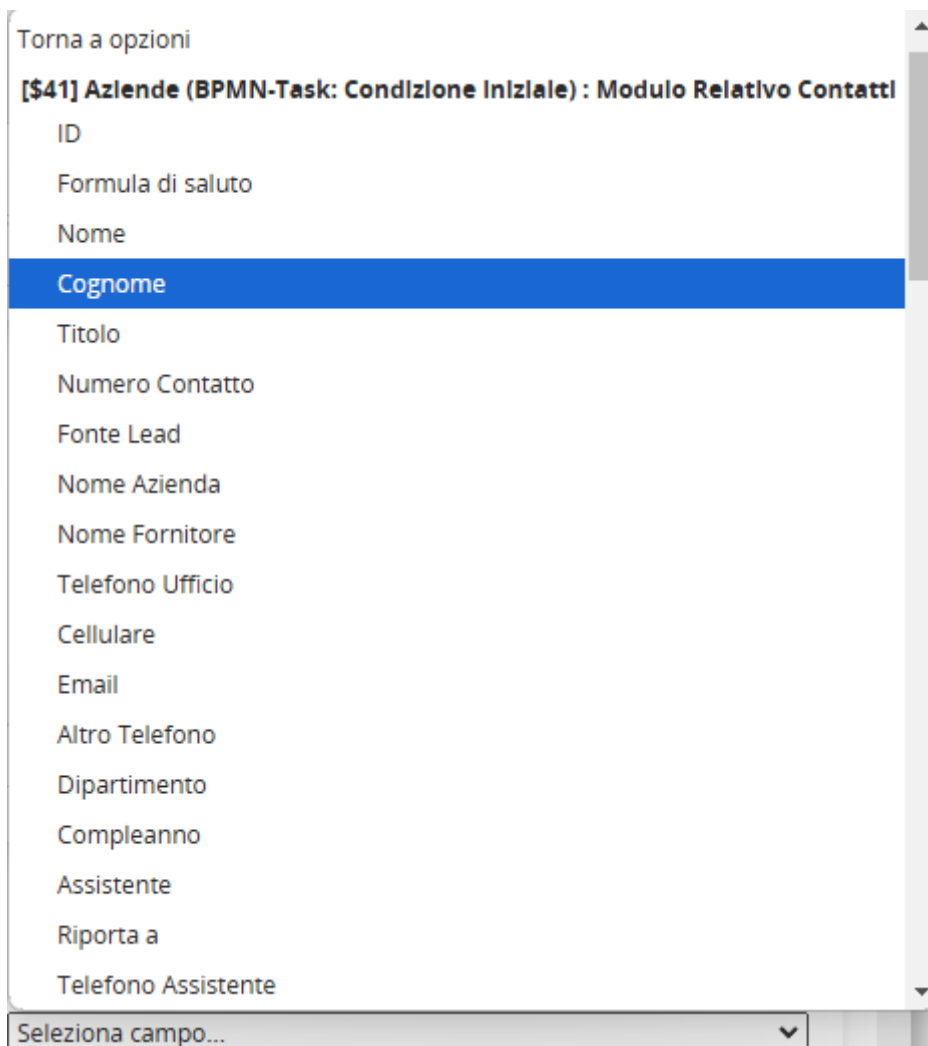 Torna a opzioni
[$41] Aziende (BPMN-Task: Condizione Iniziale) : Modulo Relativo Contatti
ID
Formula di saluto
Nome
Cognome
Titolo
Numero Contatto
Fonte Lead
Nome Azienda
Nome Fornitore
Telefono Ufficio
Cellulare
Email
Altro Telefono
Dipartimento
Compleanno
Assistente
Riporta a
Telefono Assistente
Seleziona campo...